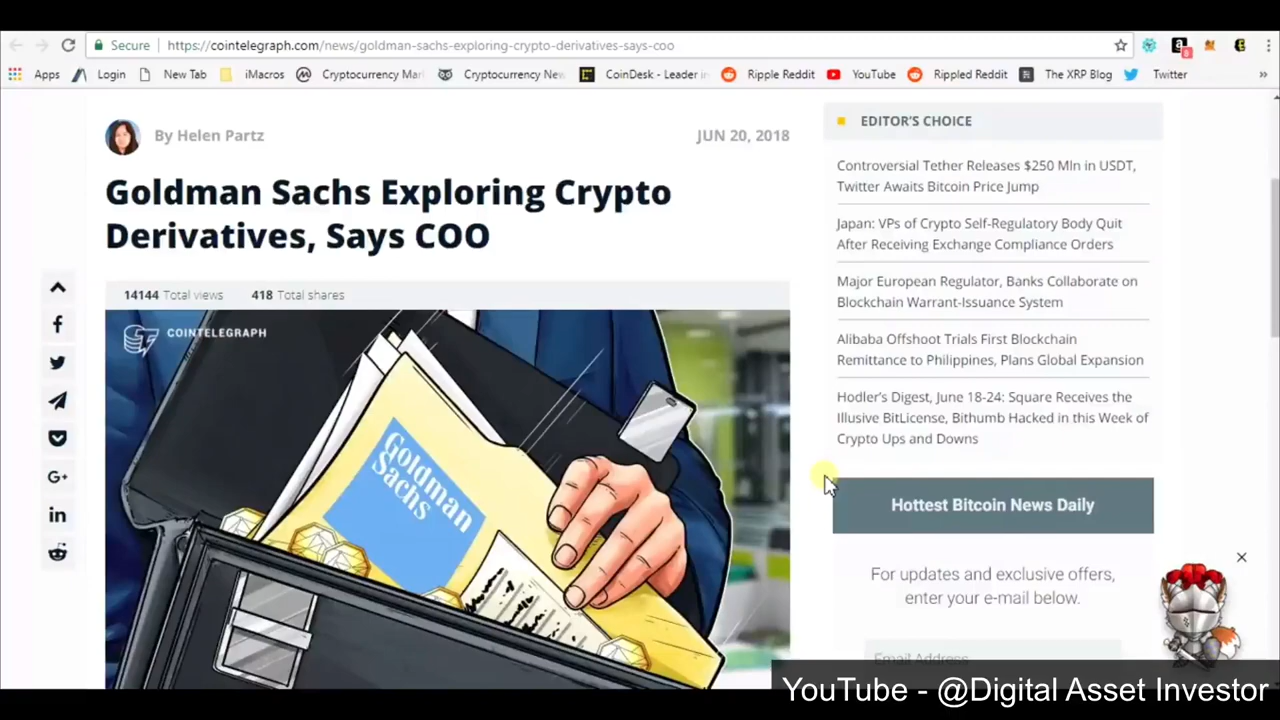 Secure
https://cointelegraph.com/news/goldman-sachs-exploring-crypto-derivatives-says-coo
Apps
Login
New Tab
iMacros
Cryptocurrency Mar
Cryptocurrency New
CoinDesk - Leader in
Ripple Reddit
YouTube
Rippled Reddit
The XRP Blog
Twitter
By Helen Partz
JUN 20, 2018
Goldman Sachs Exploring Crypto
Derivatives, Says COO
14144 Total views
418 Total shares
COINTELEGRAPH
Goldman
Sachs
EDITOR'S CHOICE
Controversial Tether Releases $250 Mln in USDT,
Twitter Awaits Bitcoin Price Jump
Japan: VPs of Crypto Self-Regulatory Body Quit
After Receiving Exchange Compliance Orders
Major European Regulator, Banks Collaborate on
Blockchain Warrant-Issuance System
Alibaba Offshoot Trials First Blockchain
Remittance to Philippines, Plans Global Expansion
Hodler's Digest, June 18-24: Square Receives the
Illusive BitLicense, Bithumb Hacked in this Week of
Crypto Ups and Downs
Hottest Bitcoin News Daily
For updates and exclusive offers,
enter your e-mail below.
Email Address
YouTube - @Digital Asset Investor